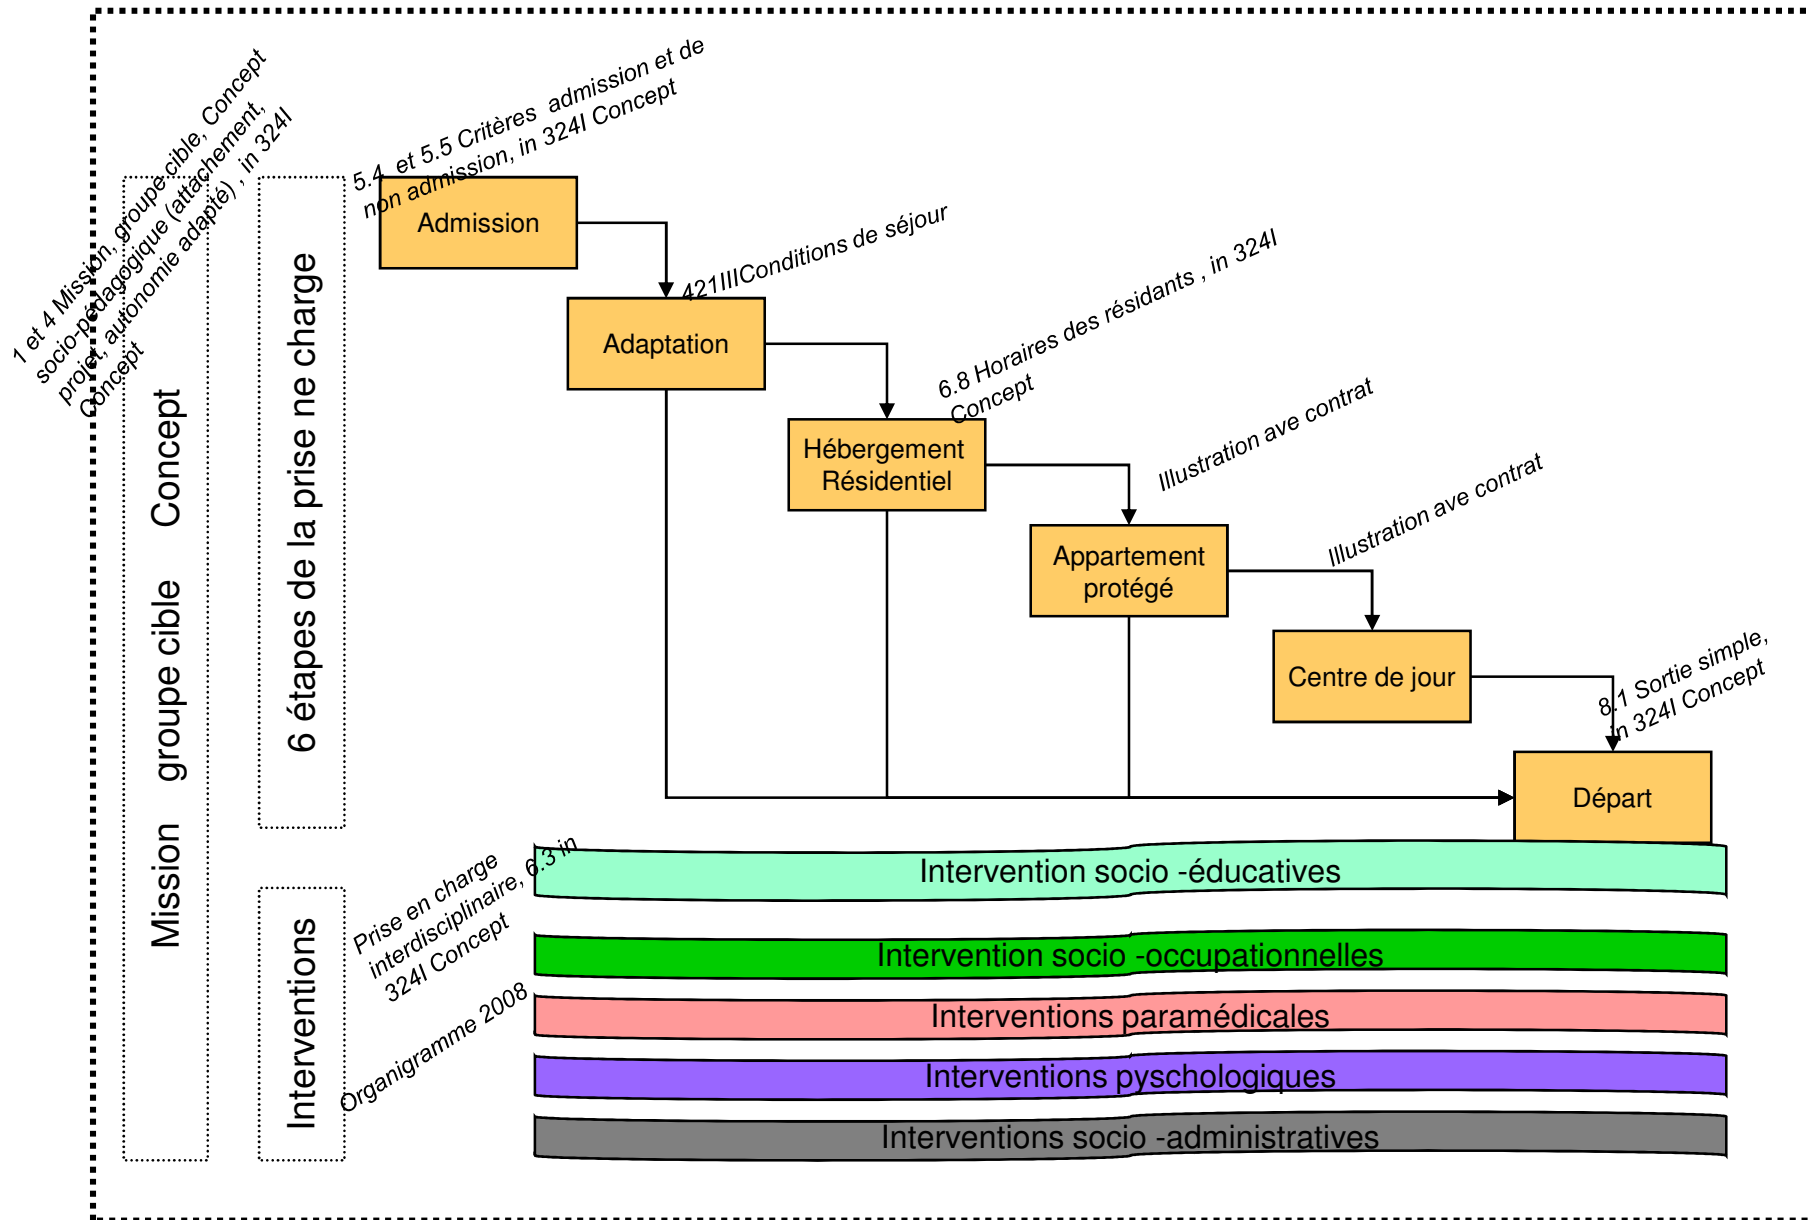 1 et 4 Mission, groupe cible, Concept
socio-pédagogique (attachement,
projet, autonomie adapté) , in 324I
Concept
Mission groupe cible Concept
6 étapes de la prise ne charge
5.4 et 5.5 Critères admission et de
non admission, in 324I Concept
Admission
421IIIConditions de séjour
Adaptation
6.8 Horaires des résidants , in 324I
Concept
Hébergement
Résidentiel
Illustration ave contrat
Appartement
protégé
Illustration ave contrat
Centre de jour
8.1 Sortie simple,
in 324I Concept
Départ
Interventions
Prise en charge
interdisciplinaire, 6.3 in
324I Concept
Organigramme 2008
Intervention socio -éducatives
Intervention socio -occupationnelles
Interventions paramédicales
Interventions pyschologiques
Interventions socio -administratives